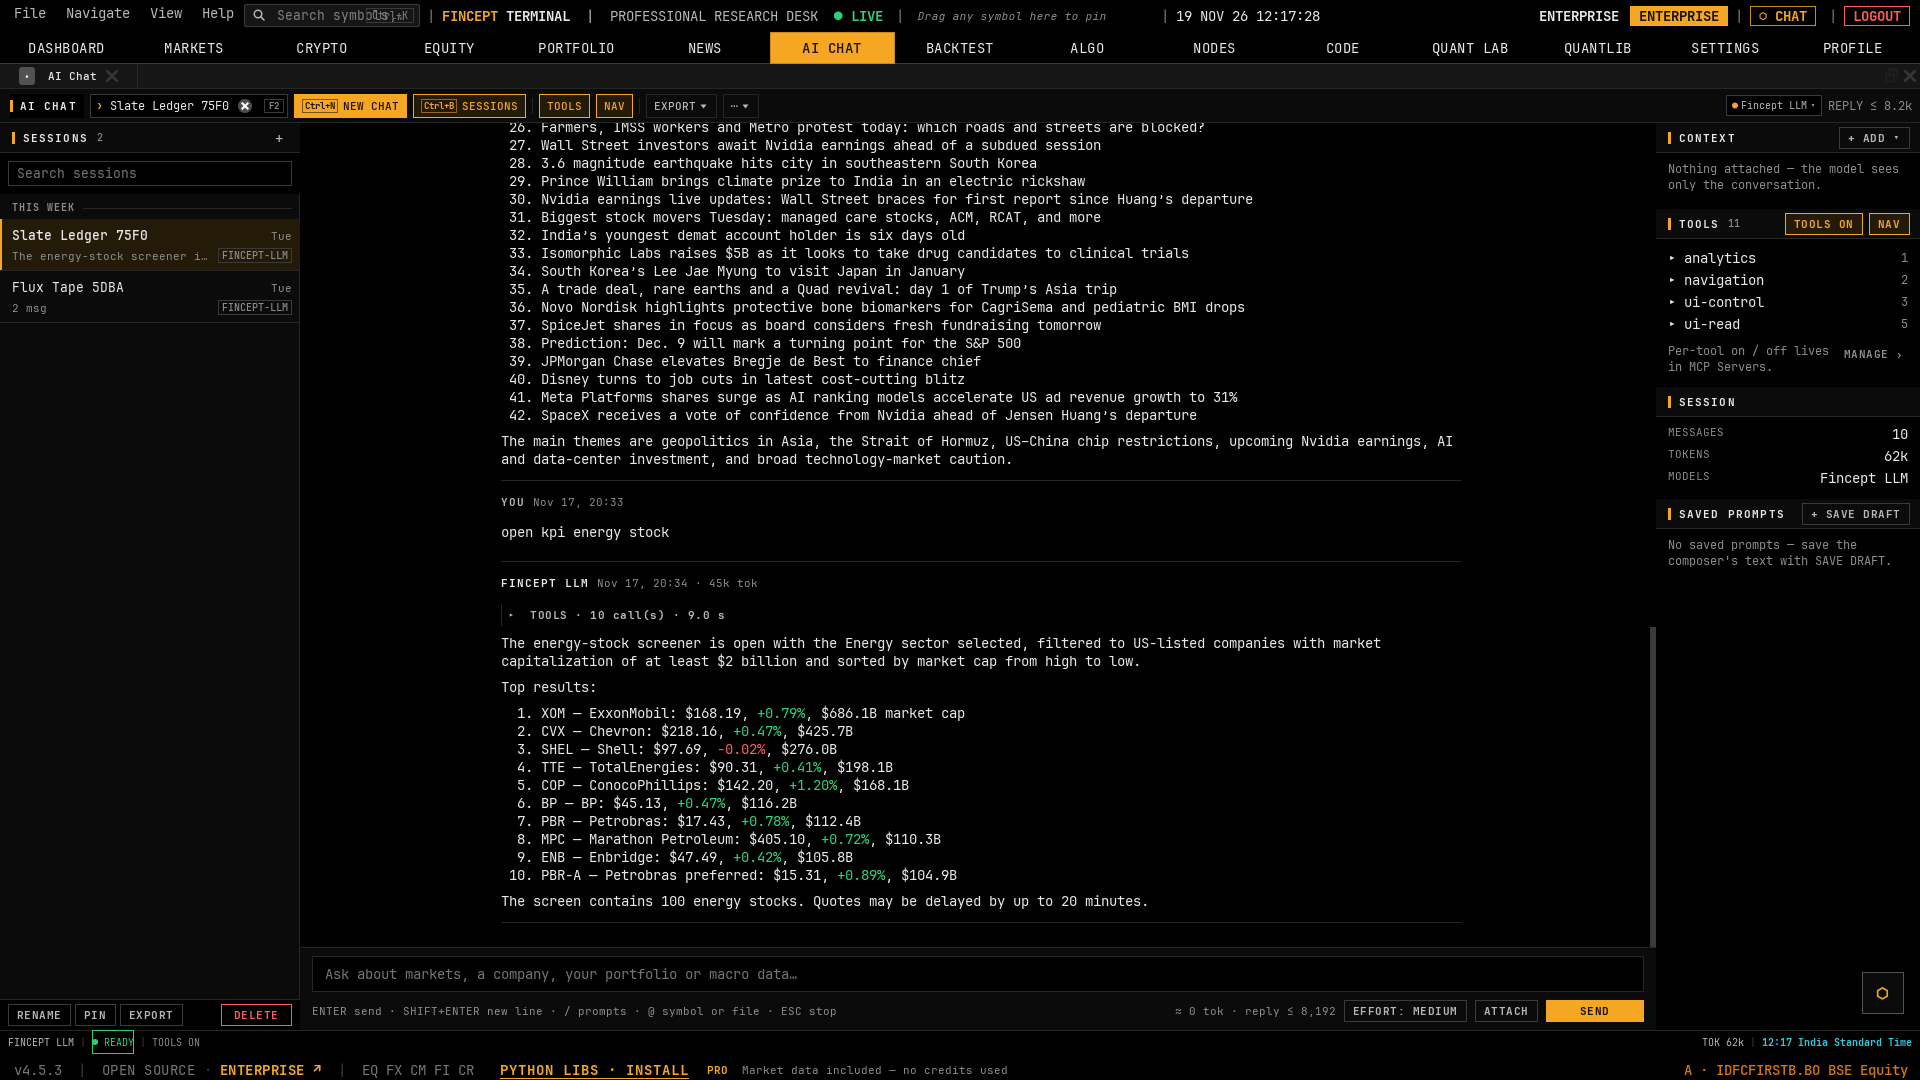 File Navigate View Help Search symbols… Ctrl+K | FINCEPT TERMINAL | PROFESSIONAL RESEARCH DESK ● LIVE | Drag any symbol here to pin | 19 NOV 26 12:17:28 ENTERPRISE ENTERPRISE | ⬡ CHAT | LOGOUT
DASHBOARD MARKETS CRYPTO EQUITY PORTFOLIO NEWS AI CHAT BACKTEST ALGO NODES CODE QUANT LAB QUANTLIB SETTINGS PROFILE
AI Chat
AI CHAT › Slate Ledger 75F0 F2 Ctrl+N NEW CHAT Ctrl+B SESSIONS TOOLS NAV EXPORT ▾ ⋯ ▾ ● Fincept LLM ▾ REPLY ≤ 8.2k
SESSIONS 2 +
Search sessions
THIS WEEK
Slate Ledger 75F0 Tue
The energy-stock screener i… FINCEPT-LLM
Flux Tape 5DBA Tue
2 msg FINCEPT-LLM
RENAME PIN EXPORT DELETE
26. Farmers, IMSS workers and Metro protest today: which roads and streets are blocked?
27. Wall Street investors await Nvidia earnings ahead of a subdued session
28. 3.6 magnitude earthquake hits city in southeastern South Korea
29. Prince William brings climate prize to India in an electric rickshaw
30. Nvidia earnings live updates: Wall Street braces for first report since Huang’s departure
31. Biggest stock movers Tuesday: managed care stocks, ACM, RCAT, and more
32. India’s youngest demat account holder is six days old
33. Isomorphic Labs raises $5B as it looks to take drug candidates to clinical trials
34. South Korea’s Lee Jae Myung to visit Japan in January
35. A trade deal, rare earths and a Quad revival: day 1 of Trump’s Asia trip
36. Novo Nordisk highlights protective bone biomarkers for CagriSema and pediatric BMI drops
37. SpiceJet shares in focus as board considers fresh fundraising tomorrow
38. Prediction: Dec. 9 will mark a turning point for the S&P 500
39. JPMorgan Chase elevates Bregje de Best to finance chief
40. Disney turns to job cuts in latest cost-cutting blitz
41. Meta Platforms shares surge as AI ranking models accelerate US ad revenue growth to 31%
42. SpaceX receives a vote of confidence from Nvidia ahead of Jensen Huang’s departure
The main themes are geopolitics in Asia, the Strait of Hormuz, US–China chip restrictions, upcoming Nvidia earnings, AI
and data-center investment, and broad technology-market caution.
YOU Nov 17, 20:33
open kpi energy stock
FINCEPT LLM Nov 17, 20:34 · 45k tok
▸ TOOLS · 10 call(s) · 9.0 s
The energy-stock screener is open with the Energy sector selected, filtered to US-listed companies with market
capitalization of at least $2 billion and sorted by market cap from high to low.
Top results:
1. XOM — ExxonMobil: $168.19, +0.79%, $686.1B market cap
2. CVX — Chevron: $218.16, +0.47%, $425.7B
3. SHEL — Shell: $97.69, -0.02%, $276.0B
4. TTE — TotalEnergies: $90.31, +0.41%, $198.1B
5. COP — ConocoPhillips: $142.20, +1.20%, $168.1B
6. BP — BP: $45.13, +0.47%, $116.2B
7. PBR — Petrobras: $17.43, +0.78%, $112.4B
8. MPC — Marathon Petroleum: $405.10, +0.72%, $110.3B
9. ENB — Enbridge: $47.49, +0.42%, $105.8B
10. PBR-A — Petrobras preferred: $15.31, +0.89%, $104.9B
The screen contains 100 energy stocks. Quotes may be delayed by up to 20 minutes.
Ask about markets, a company, your portfolio or macro data…
ENTER send · SHIFT+ENTER new line · / prompts · @ symbol or file · ESC stop ≈ 0 tok · reply ≤ 8,192 EFFORT: MEDIUM ATTACH SEND
CONTEXT + ADD ▾
Nothing attached — the model sees
only the conversation.
TOOLS 11 TOOLS ON NAV
▸ analytics 1
▸ navigation 2
▸ ui-control 3
▸ ui-read 5
Per-tool on / off lives
in MCP Servers. MANAGE ›
SESSION
MESSAGES 10
TOKENS 62k
MODELS Fincept LLM
SAVED PROMPTS + SAVE DRAFT
No saved prompts — save the
composer's text with SAVE DRAFT.
FINCEPT LLM | ● READY | TOOLS ON TOK 62k | 12:17 India Standard Time
v4.5.3 | OPEN SOURCE · ENTERPRISE ↗ | EQ FX CM FI CR PYTHON LIBS · INSTALL PRO Market data included — no credits used A · IDFCFIRSTB.BO BSE Equity